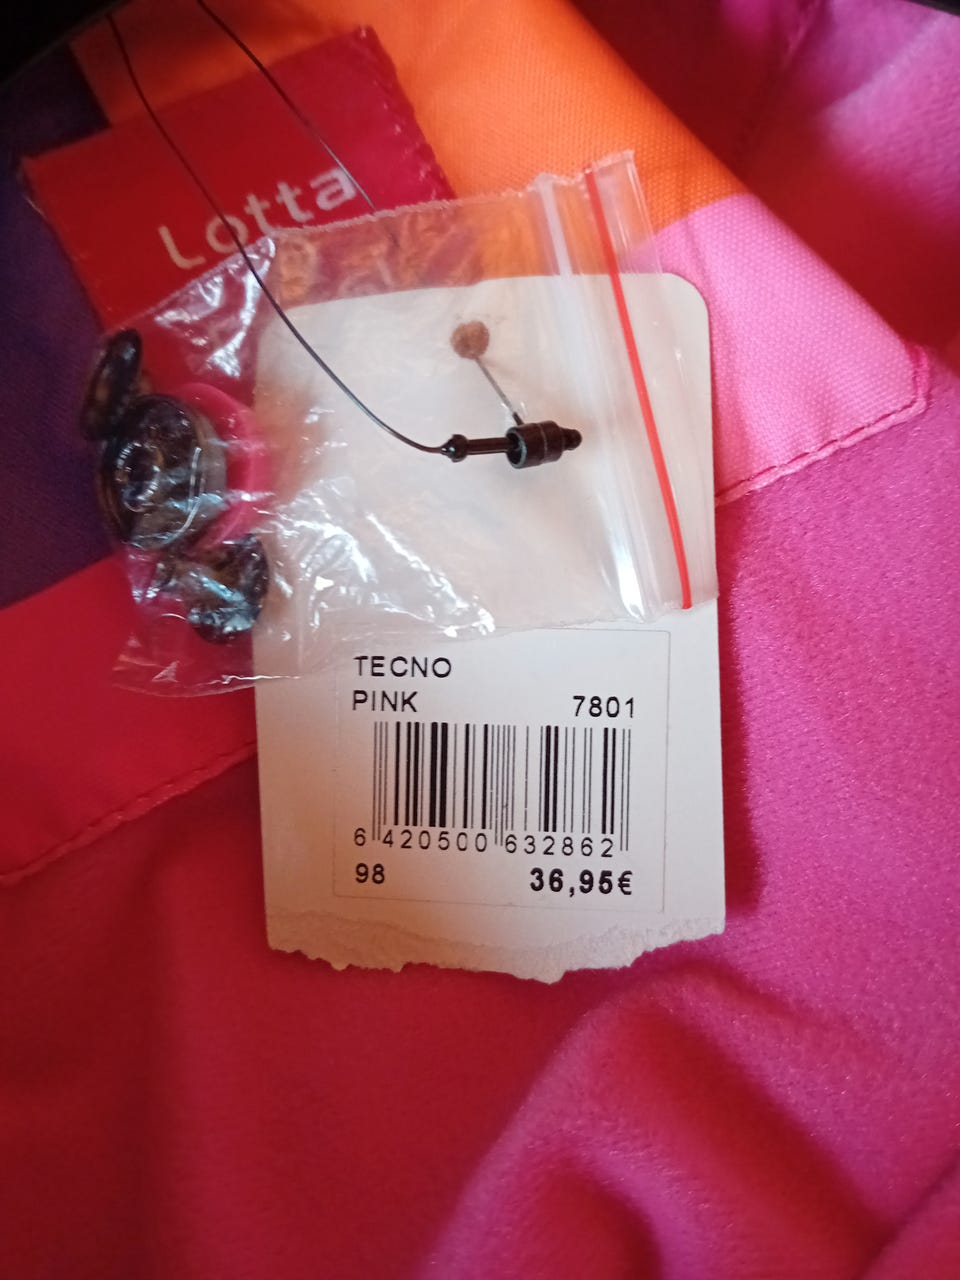 Lotta
TECNO
PINK 7801
6 420500 632862
98 36,95€